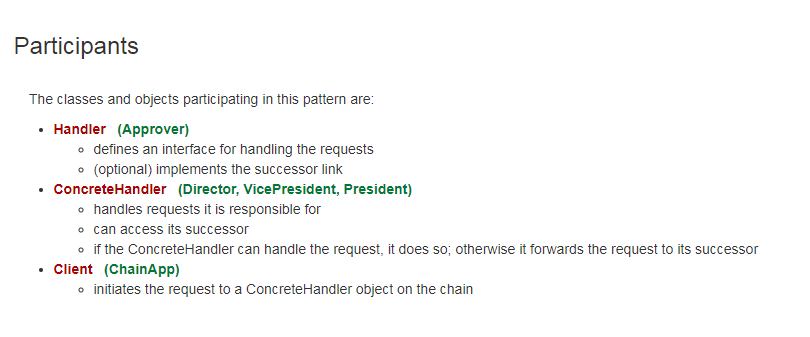 Participants
The classes and objects participating in this pattern are:
Handler (Approver)
defines an interface for handling the requests
(optional) implements the successor link
ConcreteHandler (Director, VicePresident, President)
handles requests it is responsible for
can access its successor
if the ConcreteHandler can handle the request, it does so; otherwise it forwards the request to its successor
Client (ChainApp)
initiates the request to a ConcreteHandler object on the chain